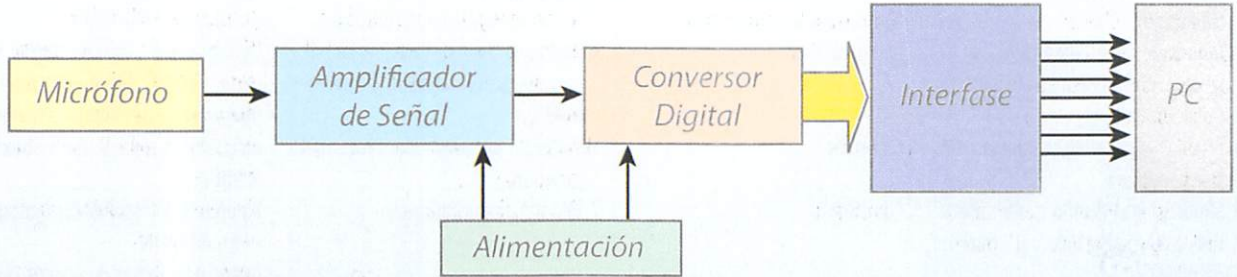 Micrófono
Amplificador
de Señal
Conversor
Digital
Interfase
PC
Alimentación